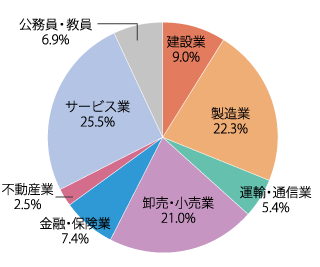 公務員・教員
6.9%
建設業
9.0%
製造業
22.3%
運輸・通信業
5.4%
卸売・小売業
21.0%
金融・保険業
7.4%
不動産業
2.5%
サービス業
25.5%